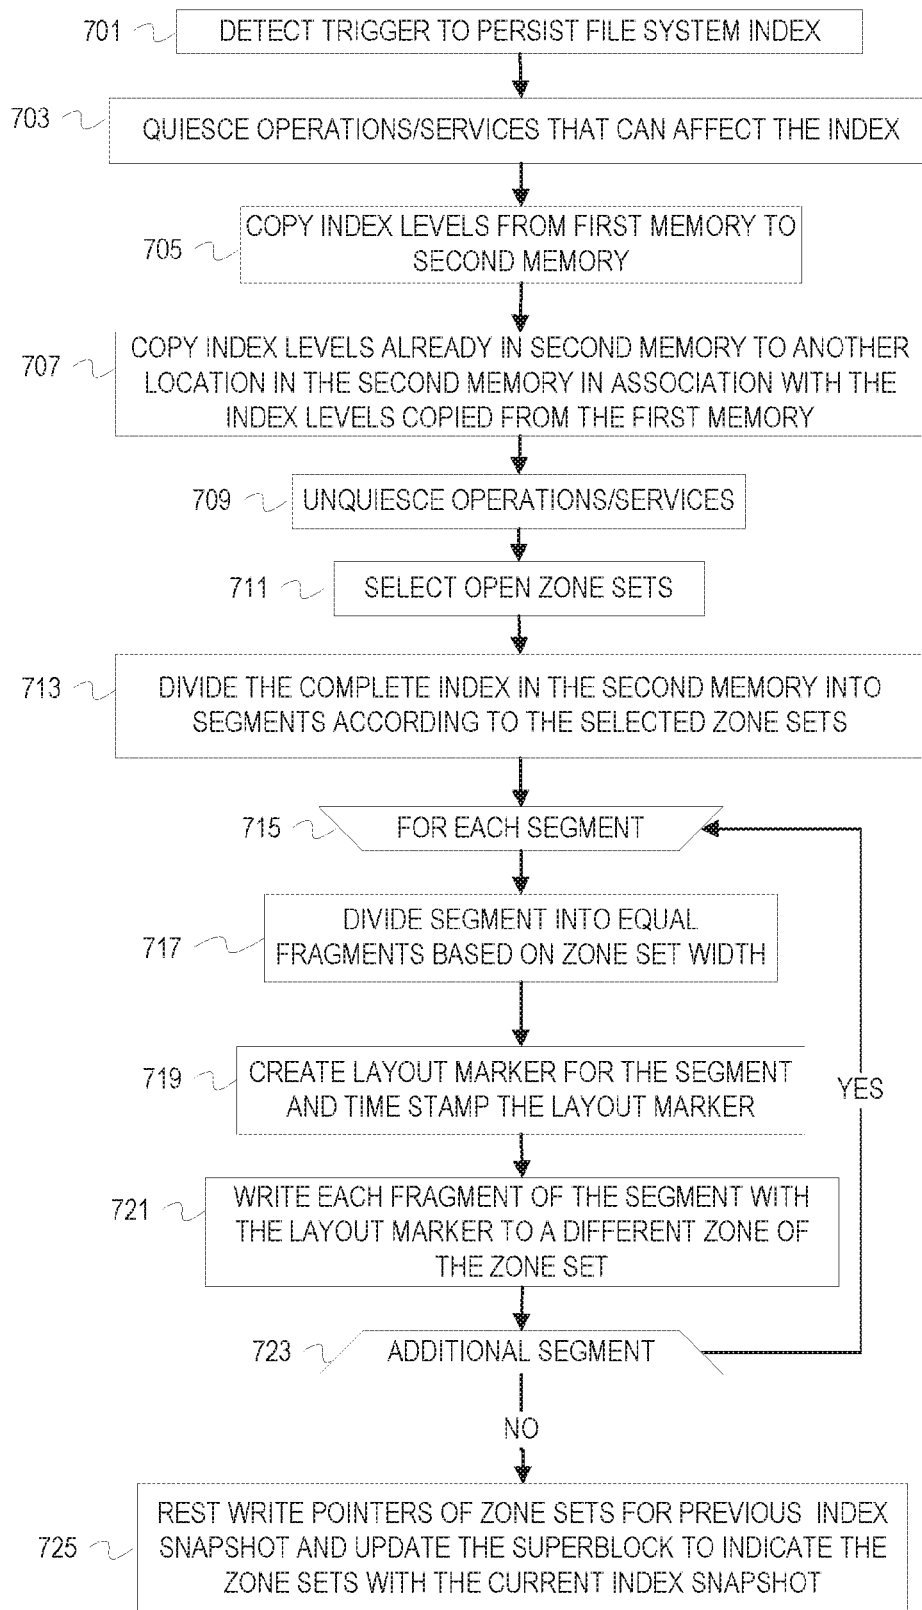 701 DETECT TRIGGER TO PERSIST FILE SYSTEM INDEX
703 QUIESCE OPERATIONS/SERVICES THAT CAN AFFECT THE INDEX
COPY INDEX LEVELS FROM FIRST MEMORY TO
705 SECOND MEMORY
707 COPY INDEX LEVELS ALREADY IN SECOND MEMORY TO ANOTHER
LOCATION IN THE SECOND MEMORY IN ASSOCIATION WITH THE
INDEX LEVELS COPIED FROM THE FIRST MEMORY
709 UNQUIESCE OPERATIONS/SERVICES
711 SELECT OPEN ZONE SETS
713 DIVIDE THE COMPLETE INDEX IN THE SECOND MEMORY INTO
SEGMENTS ACCORDING TO THE SELECTED ZONE SETS
715 FOR EACH SEGMENT
DIVIDE SEGMENT INTO EQUAL
717 FRAGMENTS BASED ON ZONE SET WIDTH
719 CREATE LAYOUT MARKER FOR THE SEGMENT
AND TIME STAMP THE LAYOUT MARKER
YES
WRITE EACH FRAGMENT OF THE SEGMENT WITH
721 THE LAYOUT MARKER TO A DIFFERENT ZONE OF
THE ZONE SET
723 ADDITIONAL SEGMENT
NO
REST WRITE POINTERS OF ZONE SETS FOR PREVIOUS INDEX
725 SNAPSHOT AND UPDATE THE SUPERBLOCK TO INDICATE THE
ZONE SETS WITH THE CURRENT INDEX SNAPSHOT